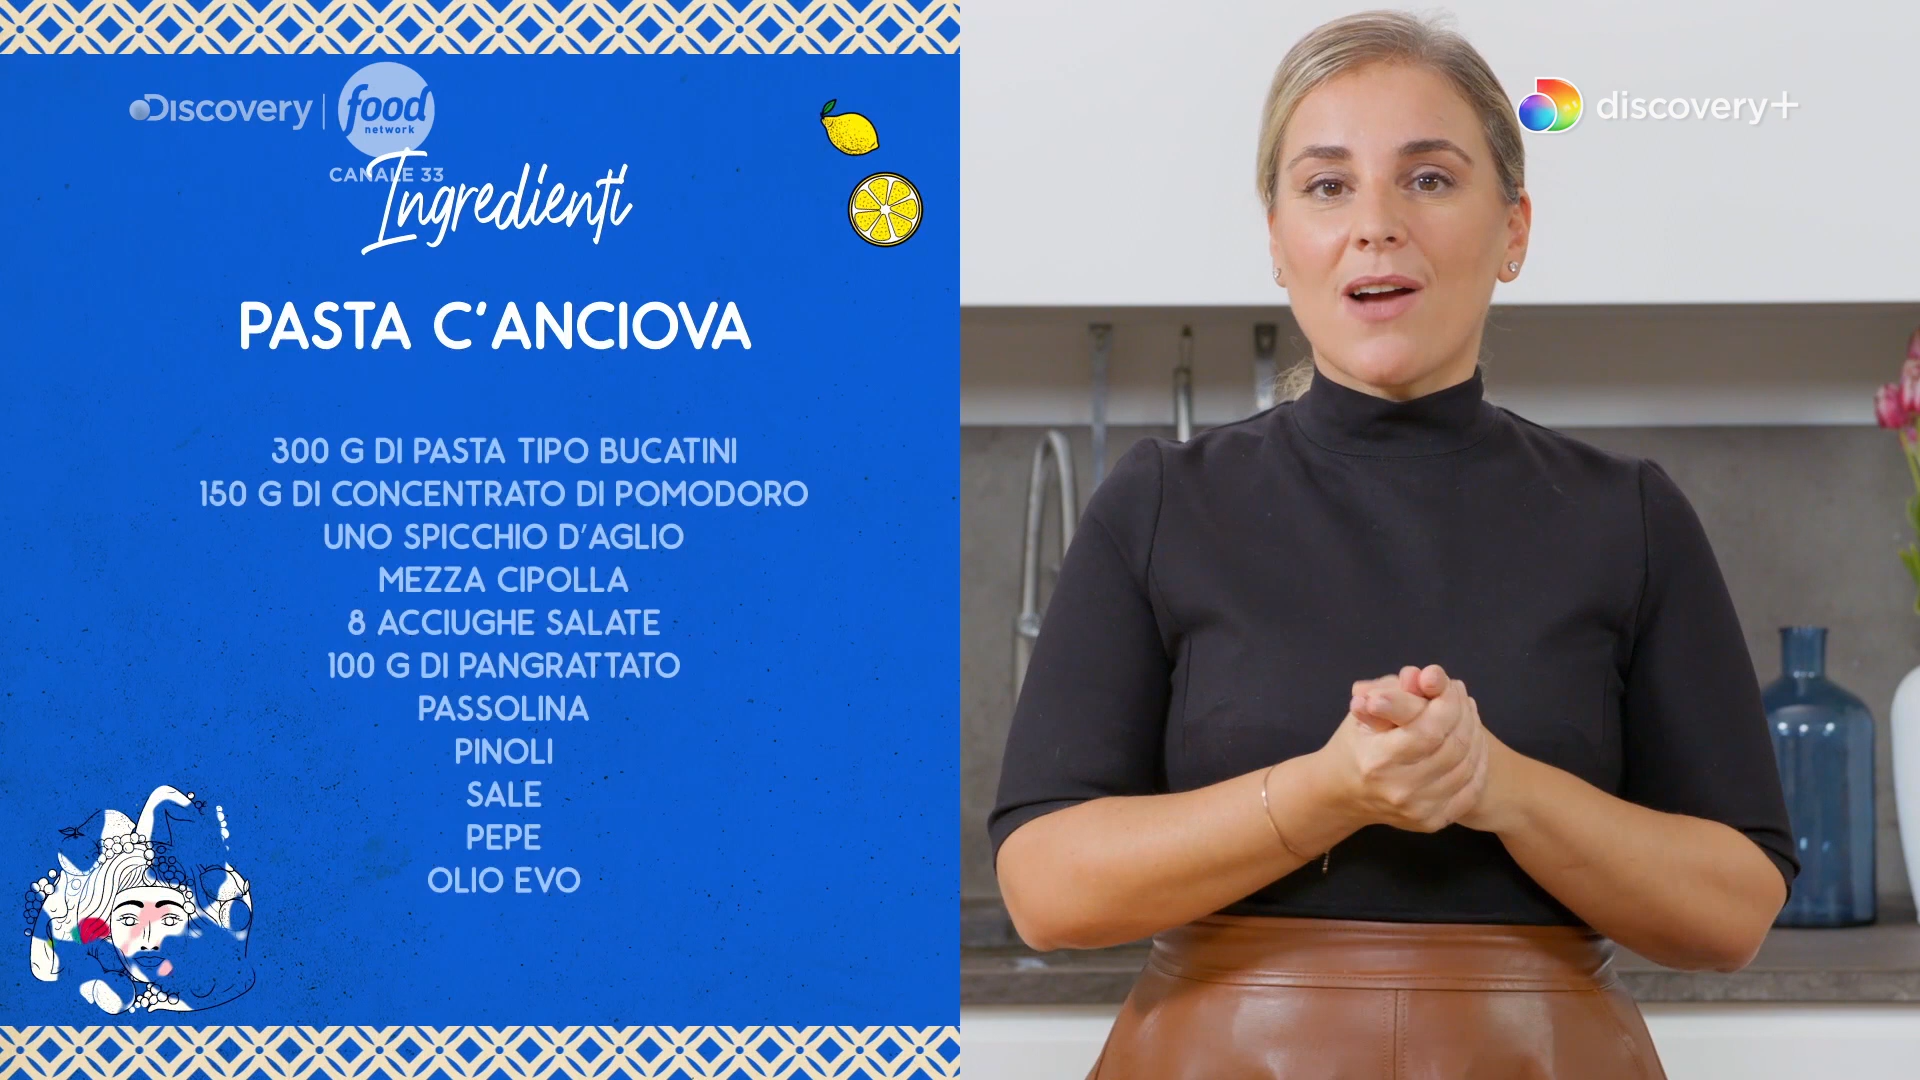 Discovery
food
network
CANALE 33
discovery+
Ingredienti
PASTA C'ANCIOVA
300 G DI PASTA TIPO BUCATINI
150 G DI CONCENTRATO DI POMODORO
UNO SPICCHIO D'AGLIO
MEZZA CIPOLLA
8 ACCIUGHE SALATE
100 G DI PANGRATTATO
PASSOLINA
PINOLI
SALE
PEPE
OLIO EVO